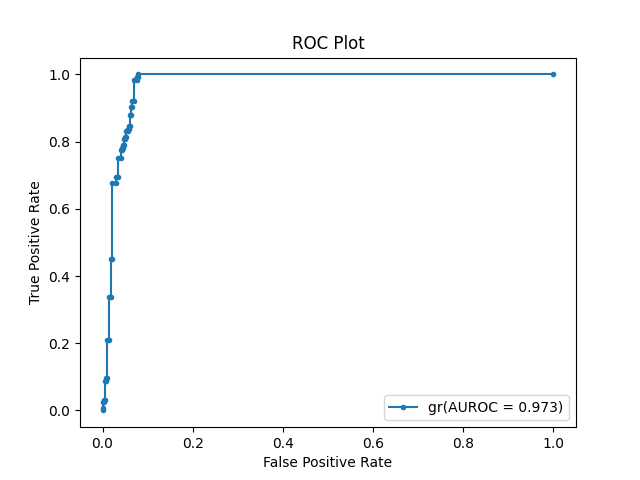 ROC Plot
True Positive Rate
1.0
0.8
0.6
0.4
0.2
0.0
gr(AUROC = 0.973)
0.0 0.2 0.4 0.6 0.8 1.0
False Positive Rate